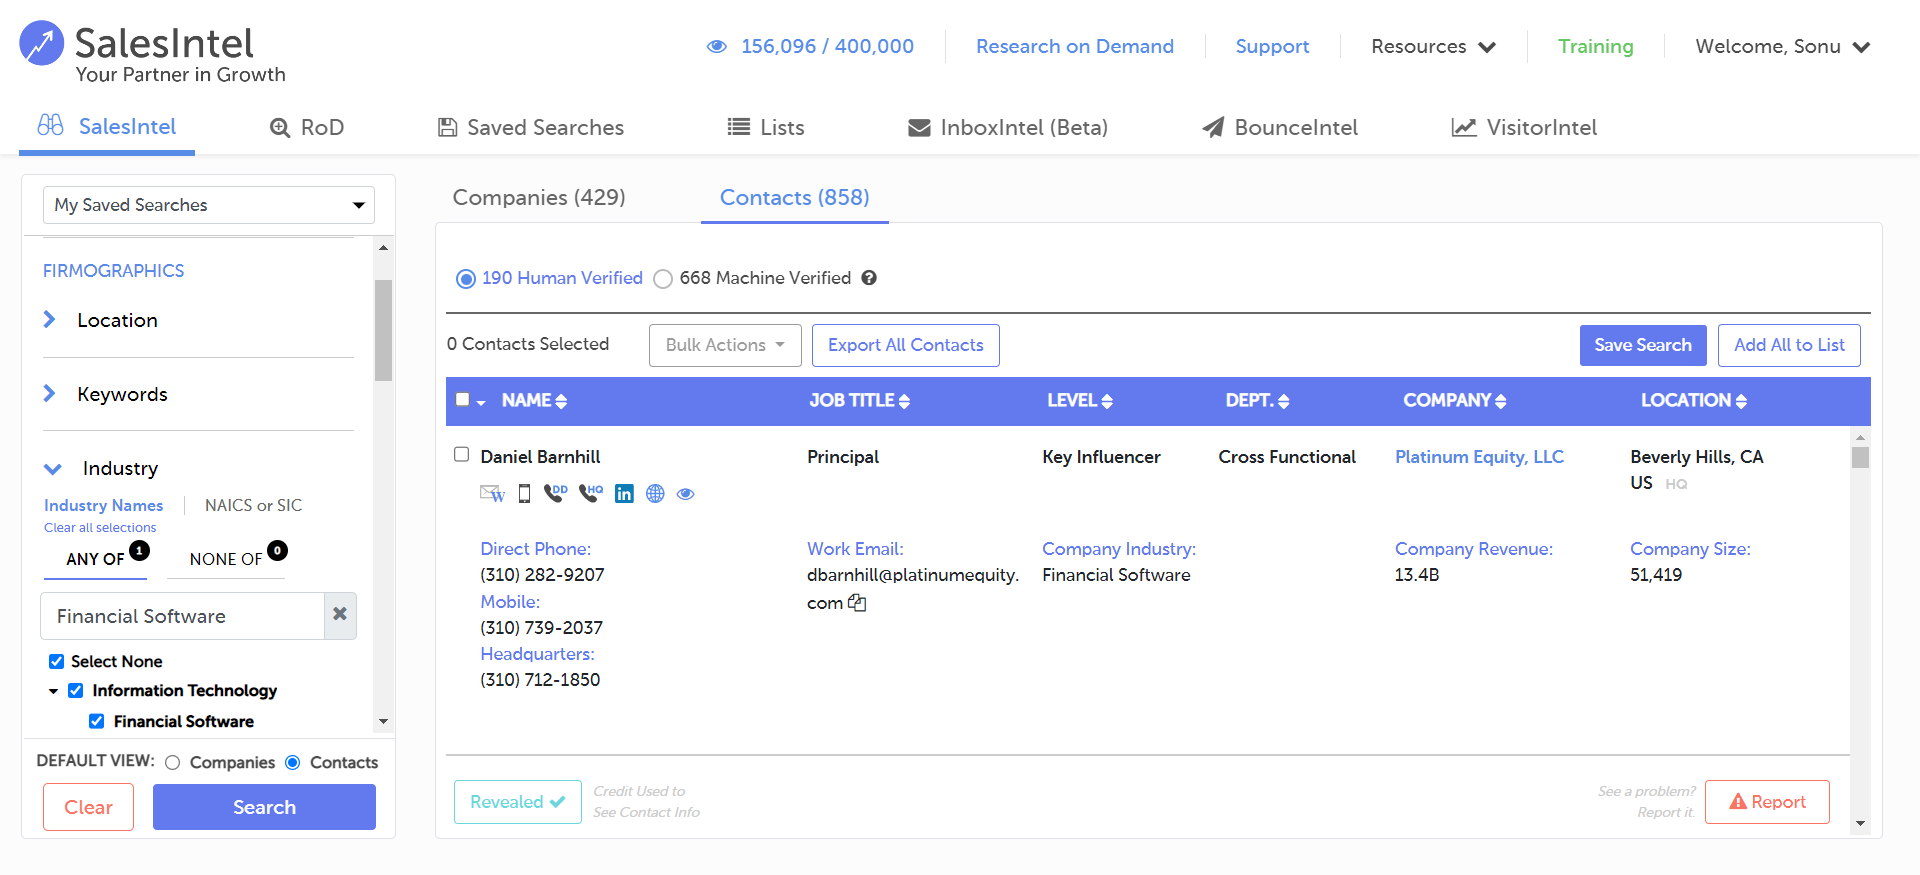 SalesIntel
Your Partner in Growth
156,096 / 400,000
Research on Demand
Support
Resources
Training
Welcome, Sonu
SalesIntel
RoD
Saved Searches
Lists
InboxIntel (Beta)
BounceIntel
VisitorIntel
My Saved Searches
FIRMOGRAPHICS
Location
Keywords
Industry
Industry Names
NAICS or SIC
Clear all selections
ANY OF 1
NONE OF 0
Financial Software
Select None
Information Technology
Financial Software
DEFAULT VIEW: Companies Contacts
Clear
Search
Companies (429)
Contacts (858)
190 Human Verified
668 Machine Verified ?
0 Contacts Selected
Bulk Actions
Export All Contacts
Save Search
Add All to List
NAME
JOB TITLE
LEVEL
DEPT.
COMPANY
LOCATION
Daniel Barnhill
Principal
Key Influencer
Cross Functional
Platinum Equity, LLC
Beverly Hills, CA
US HQ
W
DD
HQ
in
Direct Phone:
(310) 282-9207
Mobile:
(310) 739-2037
Headquarters:
(310) 712-1850
Work Email:
dbarnhill@platinumequity.
com
Company Industry:
Financial Software
Company Revenue:
13.4B
Company Size:
51,419
Revealed
Credit Used to
See Contact Info
See a problem?
Report it.
Report